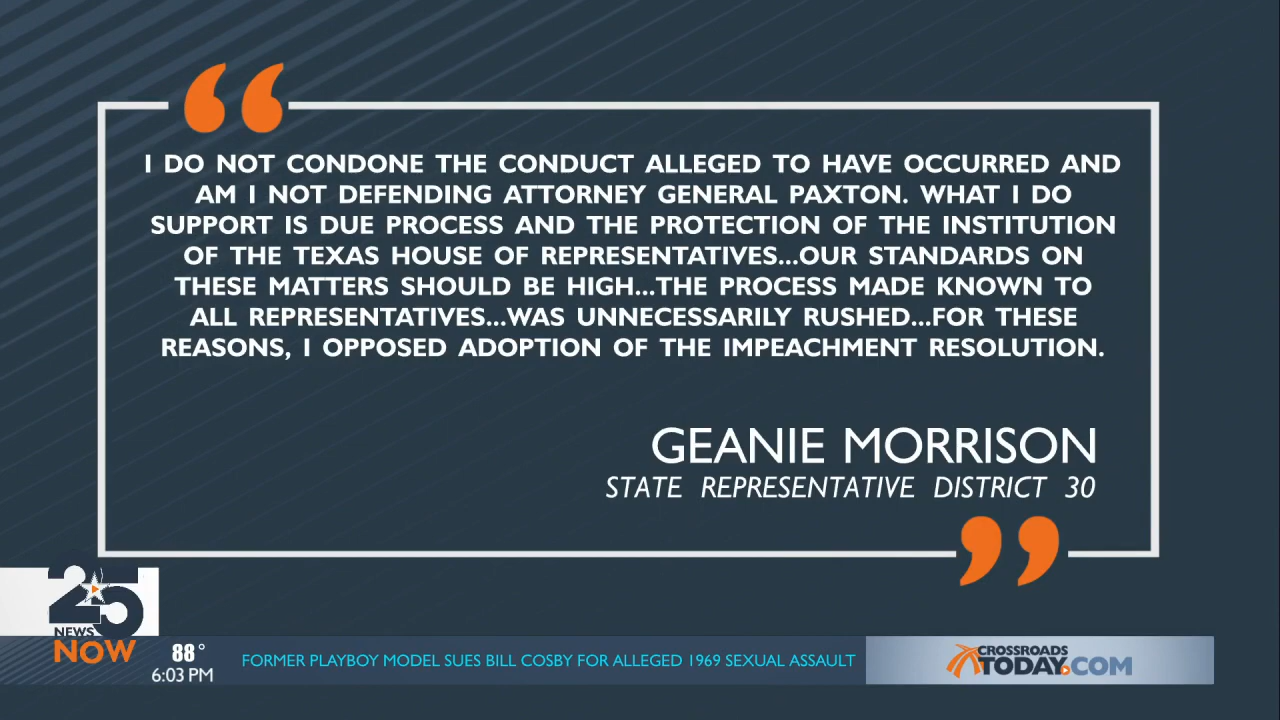 I DO NOT CONDONE THE CONDUCT ALLEGED TO HAVE OCCURRED AND
AM I NOT DEFENDING ATTORNEY GENERAL PAXTON. WHAT I DO
SUPPORT IS DUE PROCESS AND THE PROTECTION OF THE INSTITUTION
OF THE TEXAS HOUSE OF REPRESENTATIVES...OUR STANDARDS ON
THESE MATTERS SHOULD BE HIGH...THE PROCESS MADE KNOWN TO
ALL REPRESENTATIVES...WAS UNNECESSARILY RUSHED...FOR THESE
REASONS, I OPPOSED ADOPTION OF THE IMPEACHMENT RESOLUTION.
GEANIE MORRISON
STATE REPRESENTATIVE DISTRICT 30
25
NEWS
NOW
88°
6:03 PM
FORMER PLAYBOY MODEL SUES BILL COSBY FOR ALLEGED 1969 SEXUAL ASSAULT
CROSSROADS
TODAY.COM